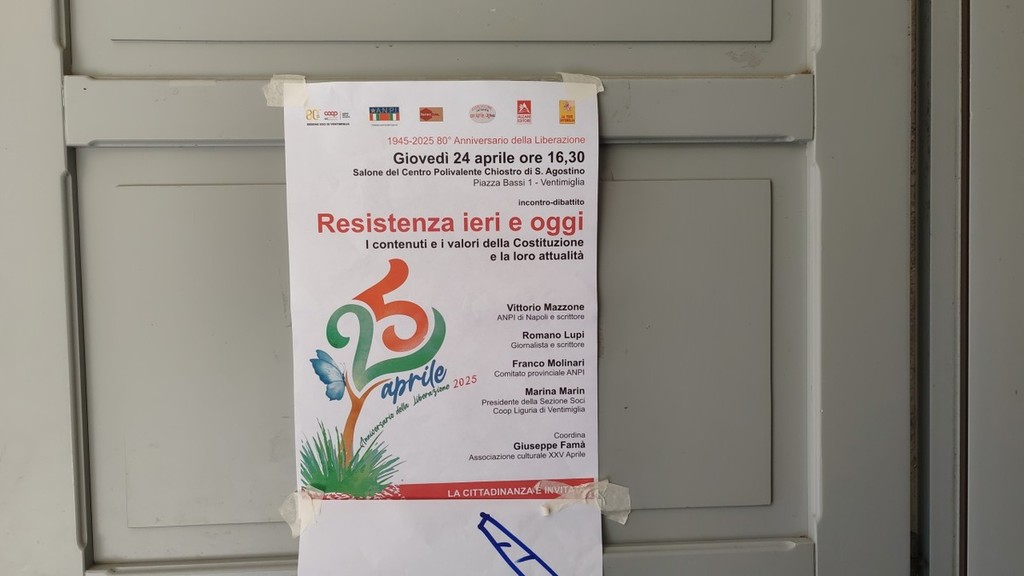 80
coop
ANPI
1945-2025 80° Anniversario della Liberazione
Giovedì 24 aprile ore 16,30
Salone del Centro Polivalente Chiostro di S. Agostino
Piazza Bassi 1 - Ventimiglia
incontro-dibattito
Resistenza ieri e oggi
I contenuti e i valori della Costituzione
e la loro attualità
25
aprile
Anniversario della Liberazione 2025
Vittorio Mazzone
ANPI di Napoli e scrittore
Romano Lupi
Giornalista e scrittore
Franco Molinari
Comitato provinciale ANPI
Marina Marin
Presidente della Sezione Soci
Coop Liguria di Ventimiglia
Coordina
Giuseppe Famà
Associazione culturale XXV Aprile
LA CITTADINANZA È